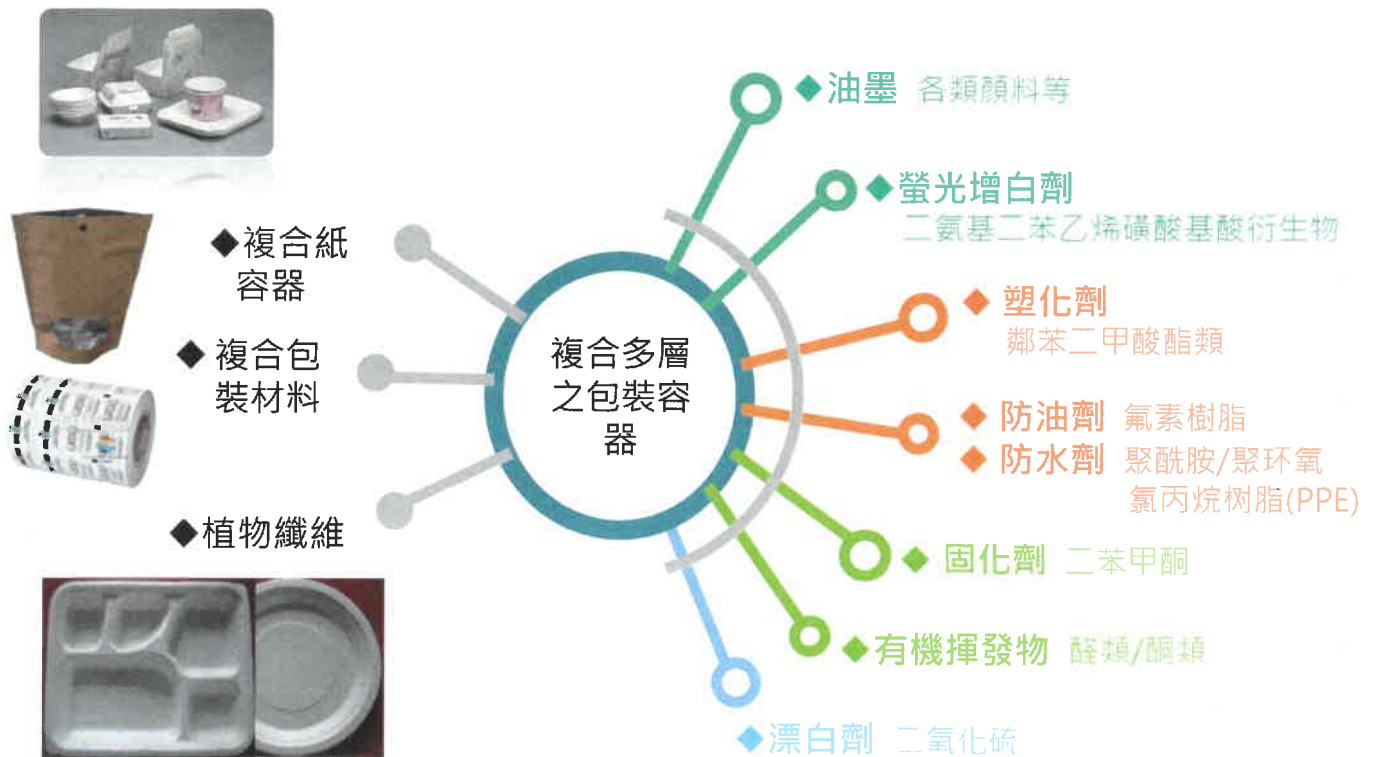 ◆複合紙
容器
◆ 複合包
裝材料
◆植物纖維
複合多層
之包裝容
器
◆油墨 各類顏料等
◆螢光增白劑
二氨基二苯乙烯磺酸基酸衍生物
◆ 塑化劑
鄰苯二甲酸酯類
◆ 防油劑 氟素樹脂
◆ 防水劑 聚酰胺/聚环氧
氯丙烷树脂(PPE)
◆ 固化劑 二苯甲酮
◆有機揮發物 醛類/酮類
◆漂白劑 二氧化硫